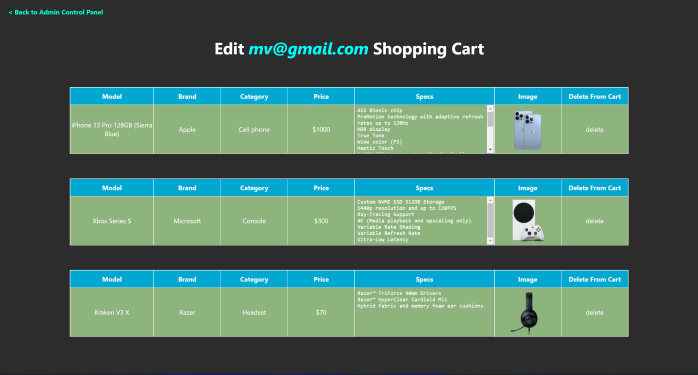 < Back to Admin Control Panel
Edit mv@gmail.com Shopping Cart
Model Brand Category Price Specs Image Delete From Cart
iPhone 13 Pro 128GB (Sierra
Blue)
Apple
Cell phone
$1000
A15 Bionic chip
ProMotion technology with adaptive refresh
rates up to 120Hz
HDR display
True Tone
Wide color (P3)
Haptic Touch
delete
Model Brand Category Price Specs Image Delete From Cart
Xbox Series S
Microsoft
Console
$300
Custom NVME SSD 512GB Storage
1440p resolution and up to 120FPS
Ray-Tracing Support
4K (Media playback and upscaling only)
Variable Rate Shading
Variable Refresh Rate
Ultra-Low Latency
delete
Model Brand Category Price Specs Image Delete From Cart
Kraken V3 X
Razer
Headset
$70
Razer™ TriForce 40mm Drivers
Razer™ HyperClear Cardioid Mic
Hybrid fabric and memory foam ear cushions
delete